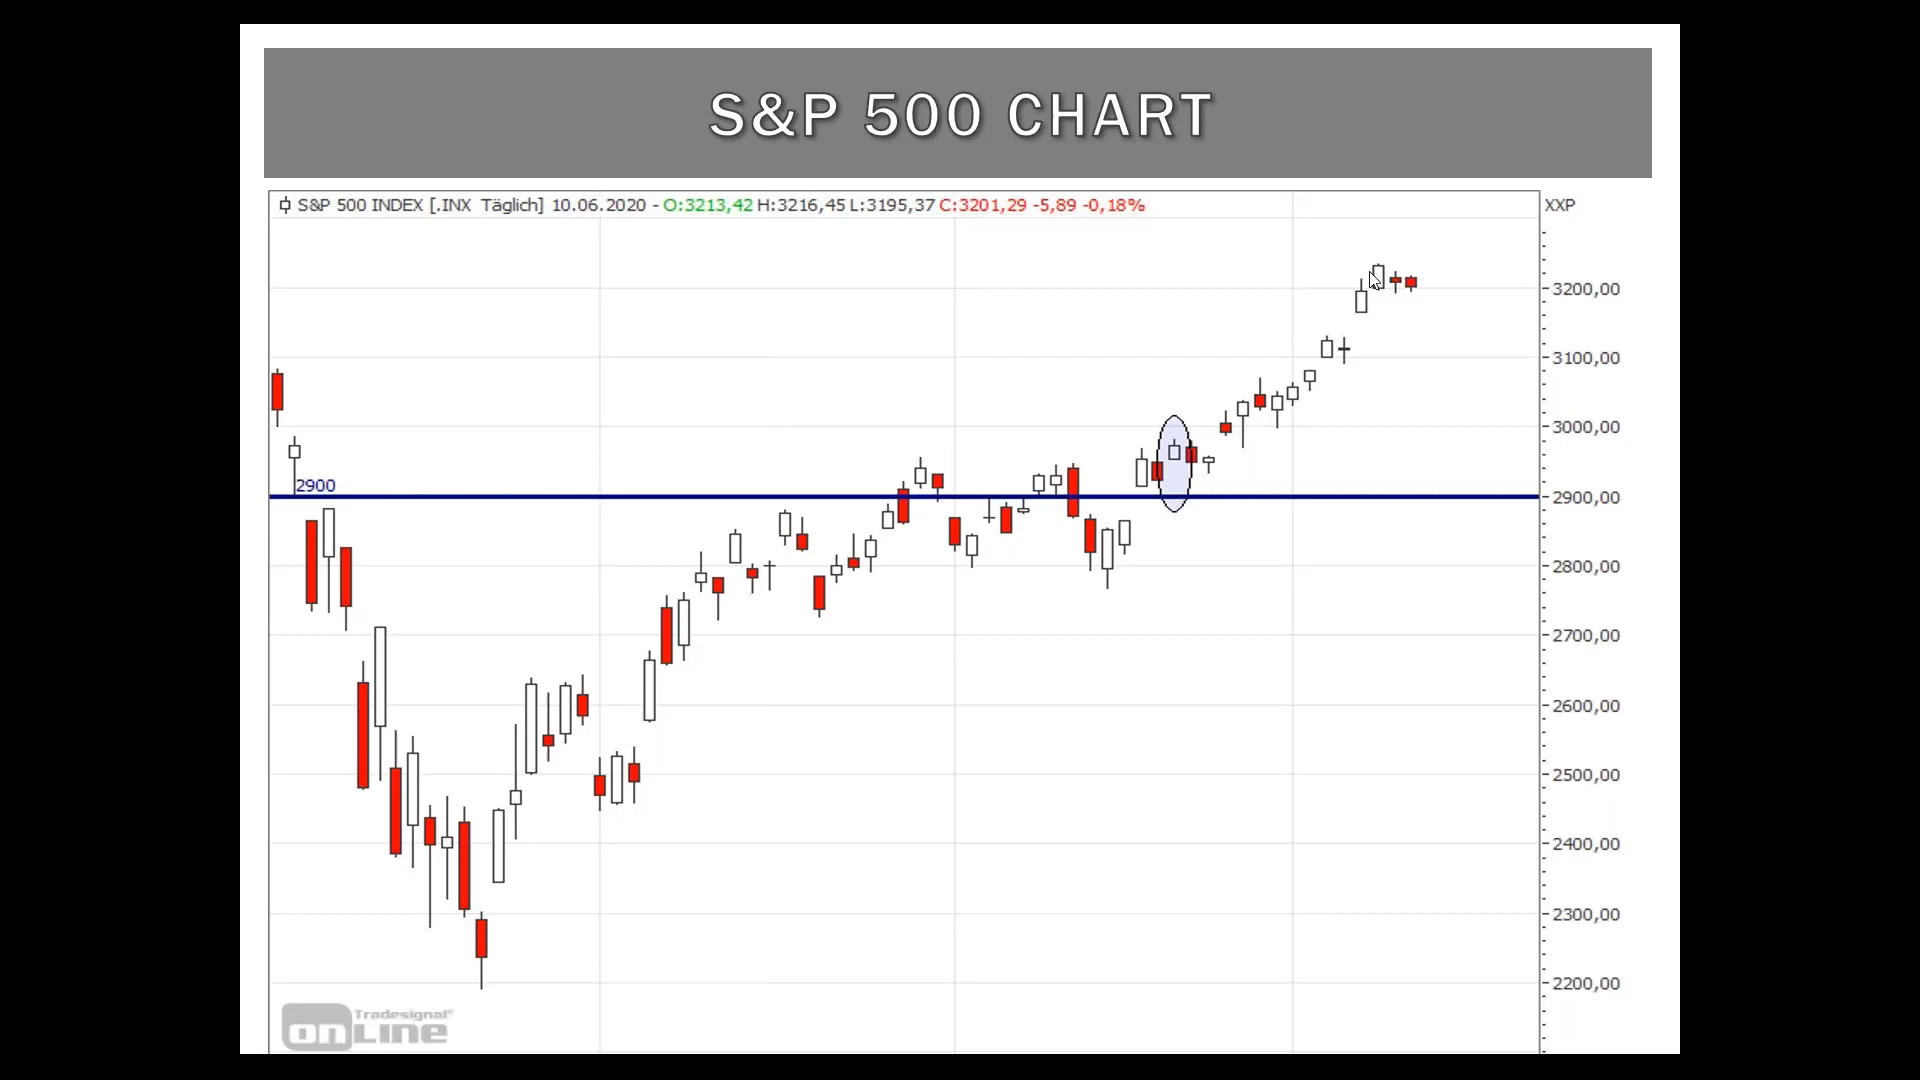 S&P 500 CHART
S&P 500 INDEX [.INX Täglich] 10.06.2020 - O:3213,42 H:3216,45 L:3195,37 C:3201,29 -5,89 -0,18%
XXP
3200,00
3100,00
3000,00
2900
2900,00
2800,00
2700,00
2600,00
2500,00
2400,00
2300,00
2200,00
Tradesignal®
onLine